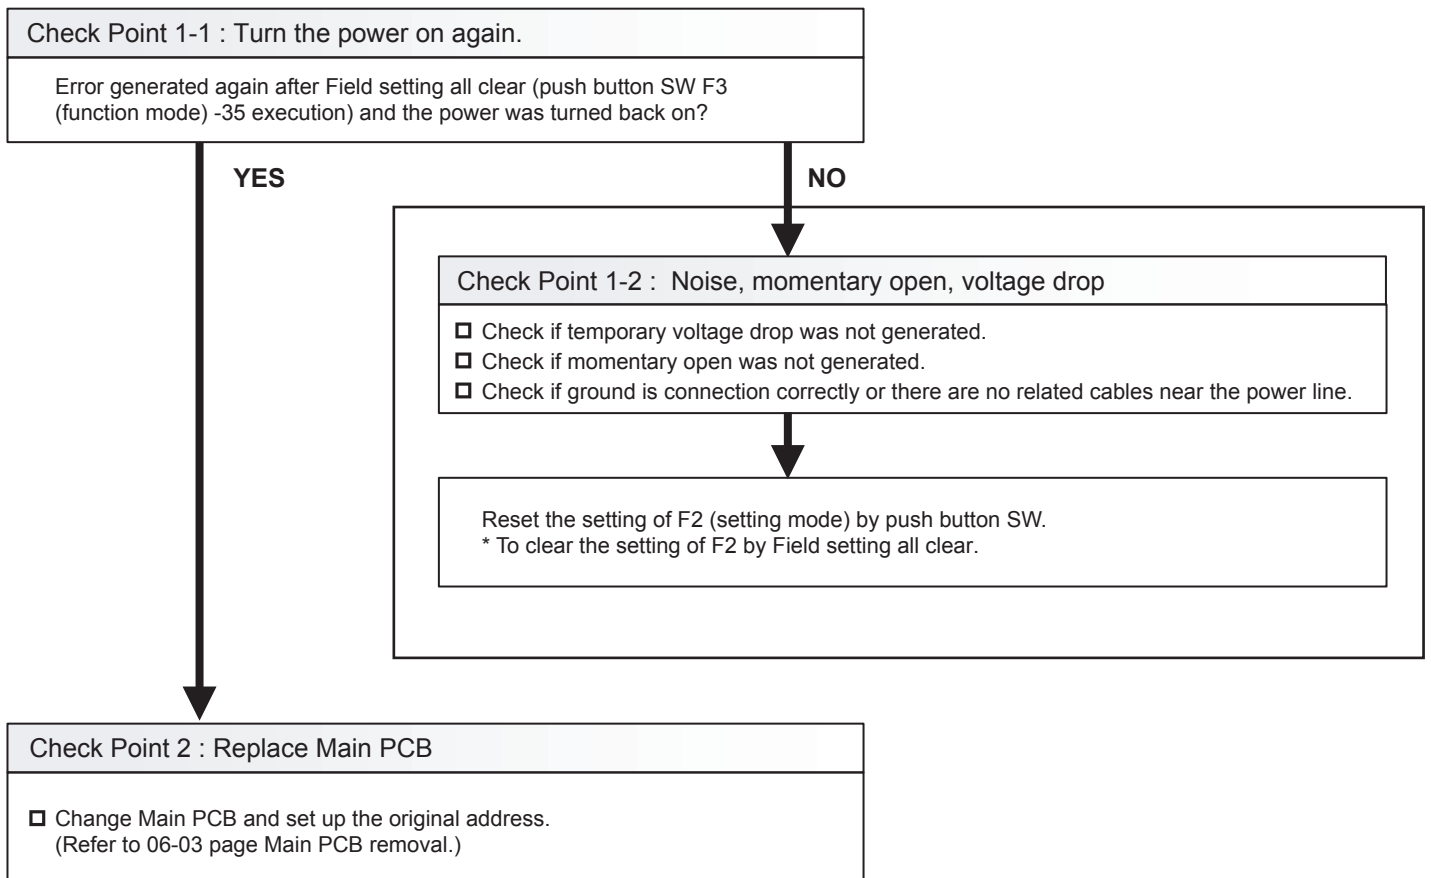 Check Point 1-1 : Turn the power on again.
Error generated again after Field setting all clear (push button SW F3
(function mode) -35 execution) and the power was turned back on?
YES
NO
Check Point 1-2 :  Noise, momentary open, voltage drop
Check if temporary voltage drop was not generated.
Check if momentary open was not generated.
Check if ground is connection correctly or there are no related cables near the power line.
Reset the setting of F2 (setting mode) by push button SW.
* To clear the setting of F2 by Field setting all clear.
Check Point 2 : Replace Main PCB
Change Main PCB and set up the original address.
(Refer to 06-03 page Main PCB removal.)